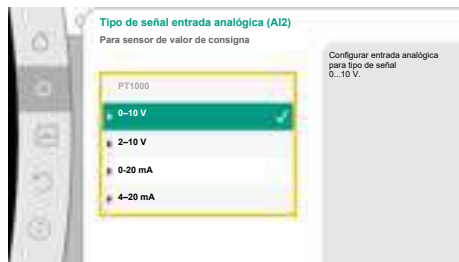 Tipo de señal entrada analógica (AI2)
Para sensor de valor de consigna
Configurar entrada analógica
para tipo de señal
0...10 V.
PT1000
0–10 V
2–10 V
0-20 mA
4–20 mA